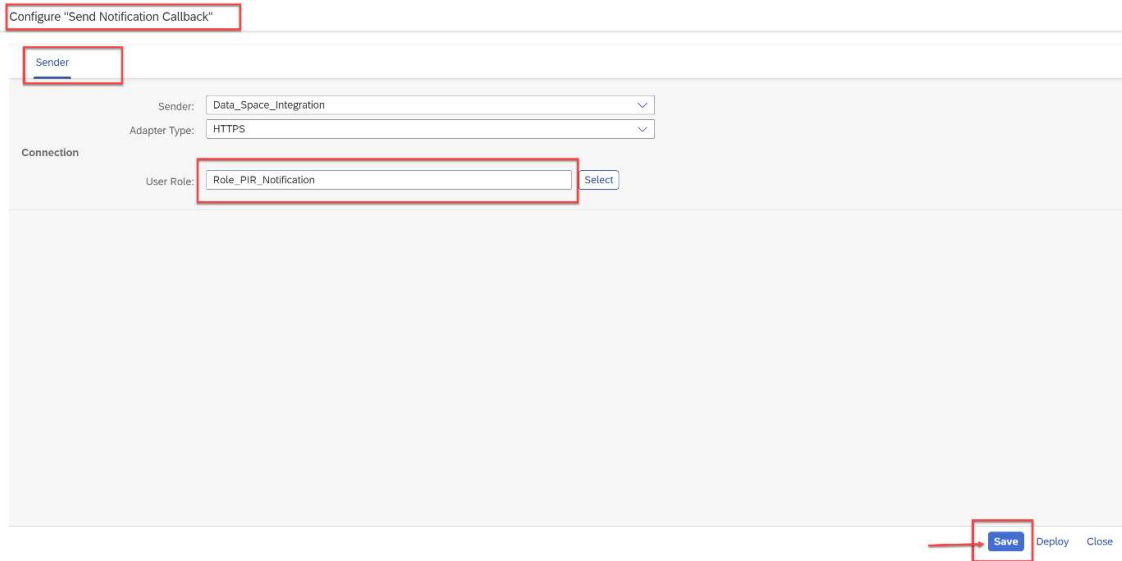 Configure "Send Notification Callback"
Sender
Sender: Data_Space_Integration
Adapter Type: HTTPS
Connection
User Role: Role_PIR_Notification Select
Save Deploy Close